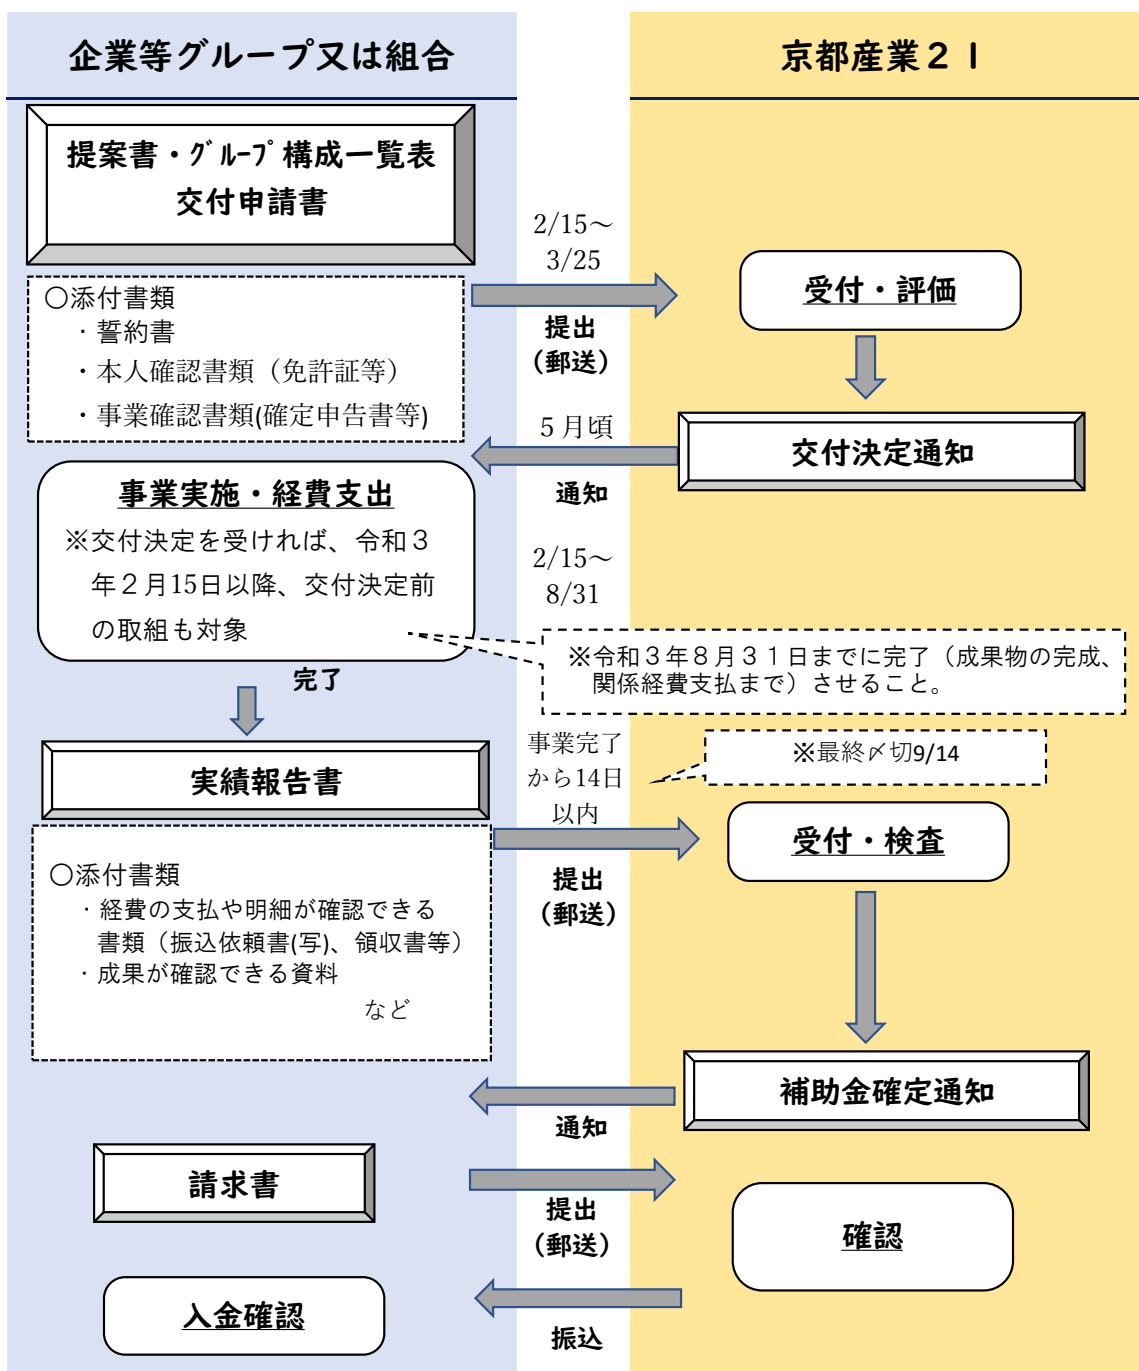 企業等グループ又は組合
京都産業２１
提案書・ｸﾞﾙｰﾌﾟ構成一覧表
交付申請書
2/15～
3/25
提出
（郵送）
受付・評価
〇添付書類
・誓約書
・本人確認書類（免許証等）
・事業確認書類(確定申告書等)
５月頃
通知
交付決定通知
事業実施・経費支出
※交付決定を受ければ、令和３
年２月15日以降、交付決定前
の取組も対象
2/15～
8/31
※令和３年８月３１日までに完了（成果物の完成、
関係経費支払まで）させること。
完了
実績報告書
事業完了
から14日
以内
※最終〆切9/14
提出
（郵送）
受付・検査
〇添付書類
・経費の支払や明細が確認できる
書類（振込依頼書(写)、領収書等）
・成果が確認できる資料
など
補助金確定通知
通知
請求書
提出
（郵送）
確認
入金確認
振込